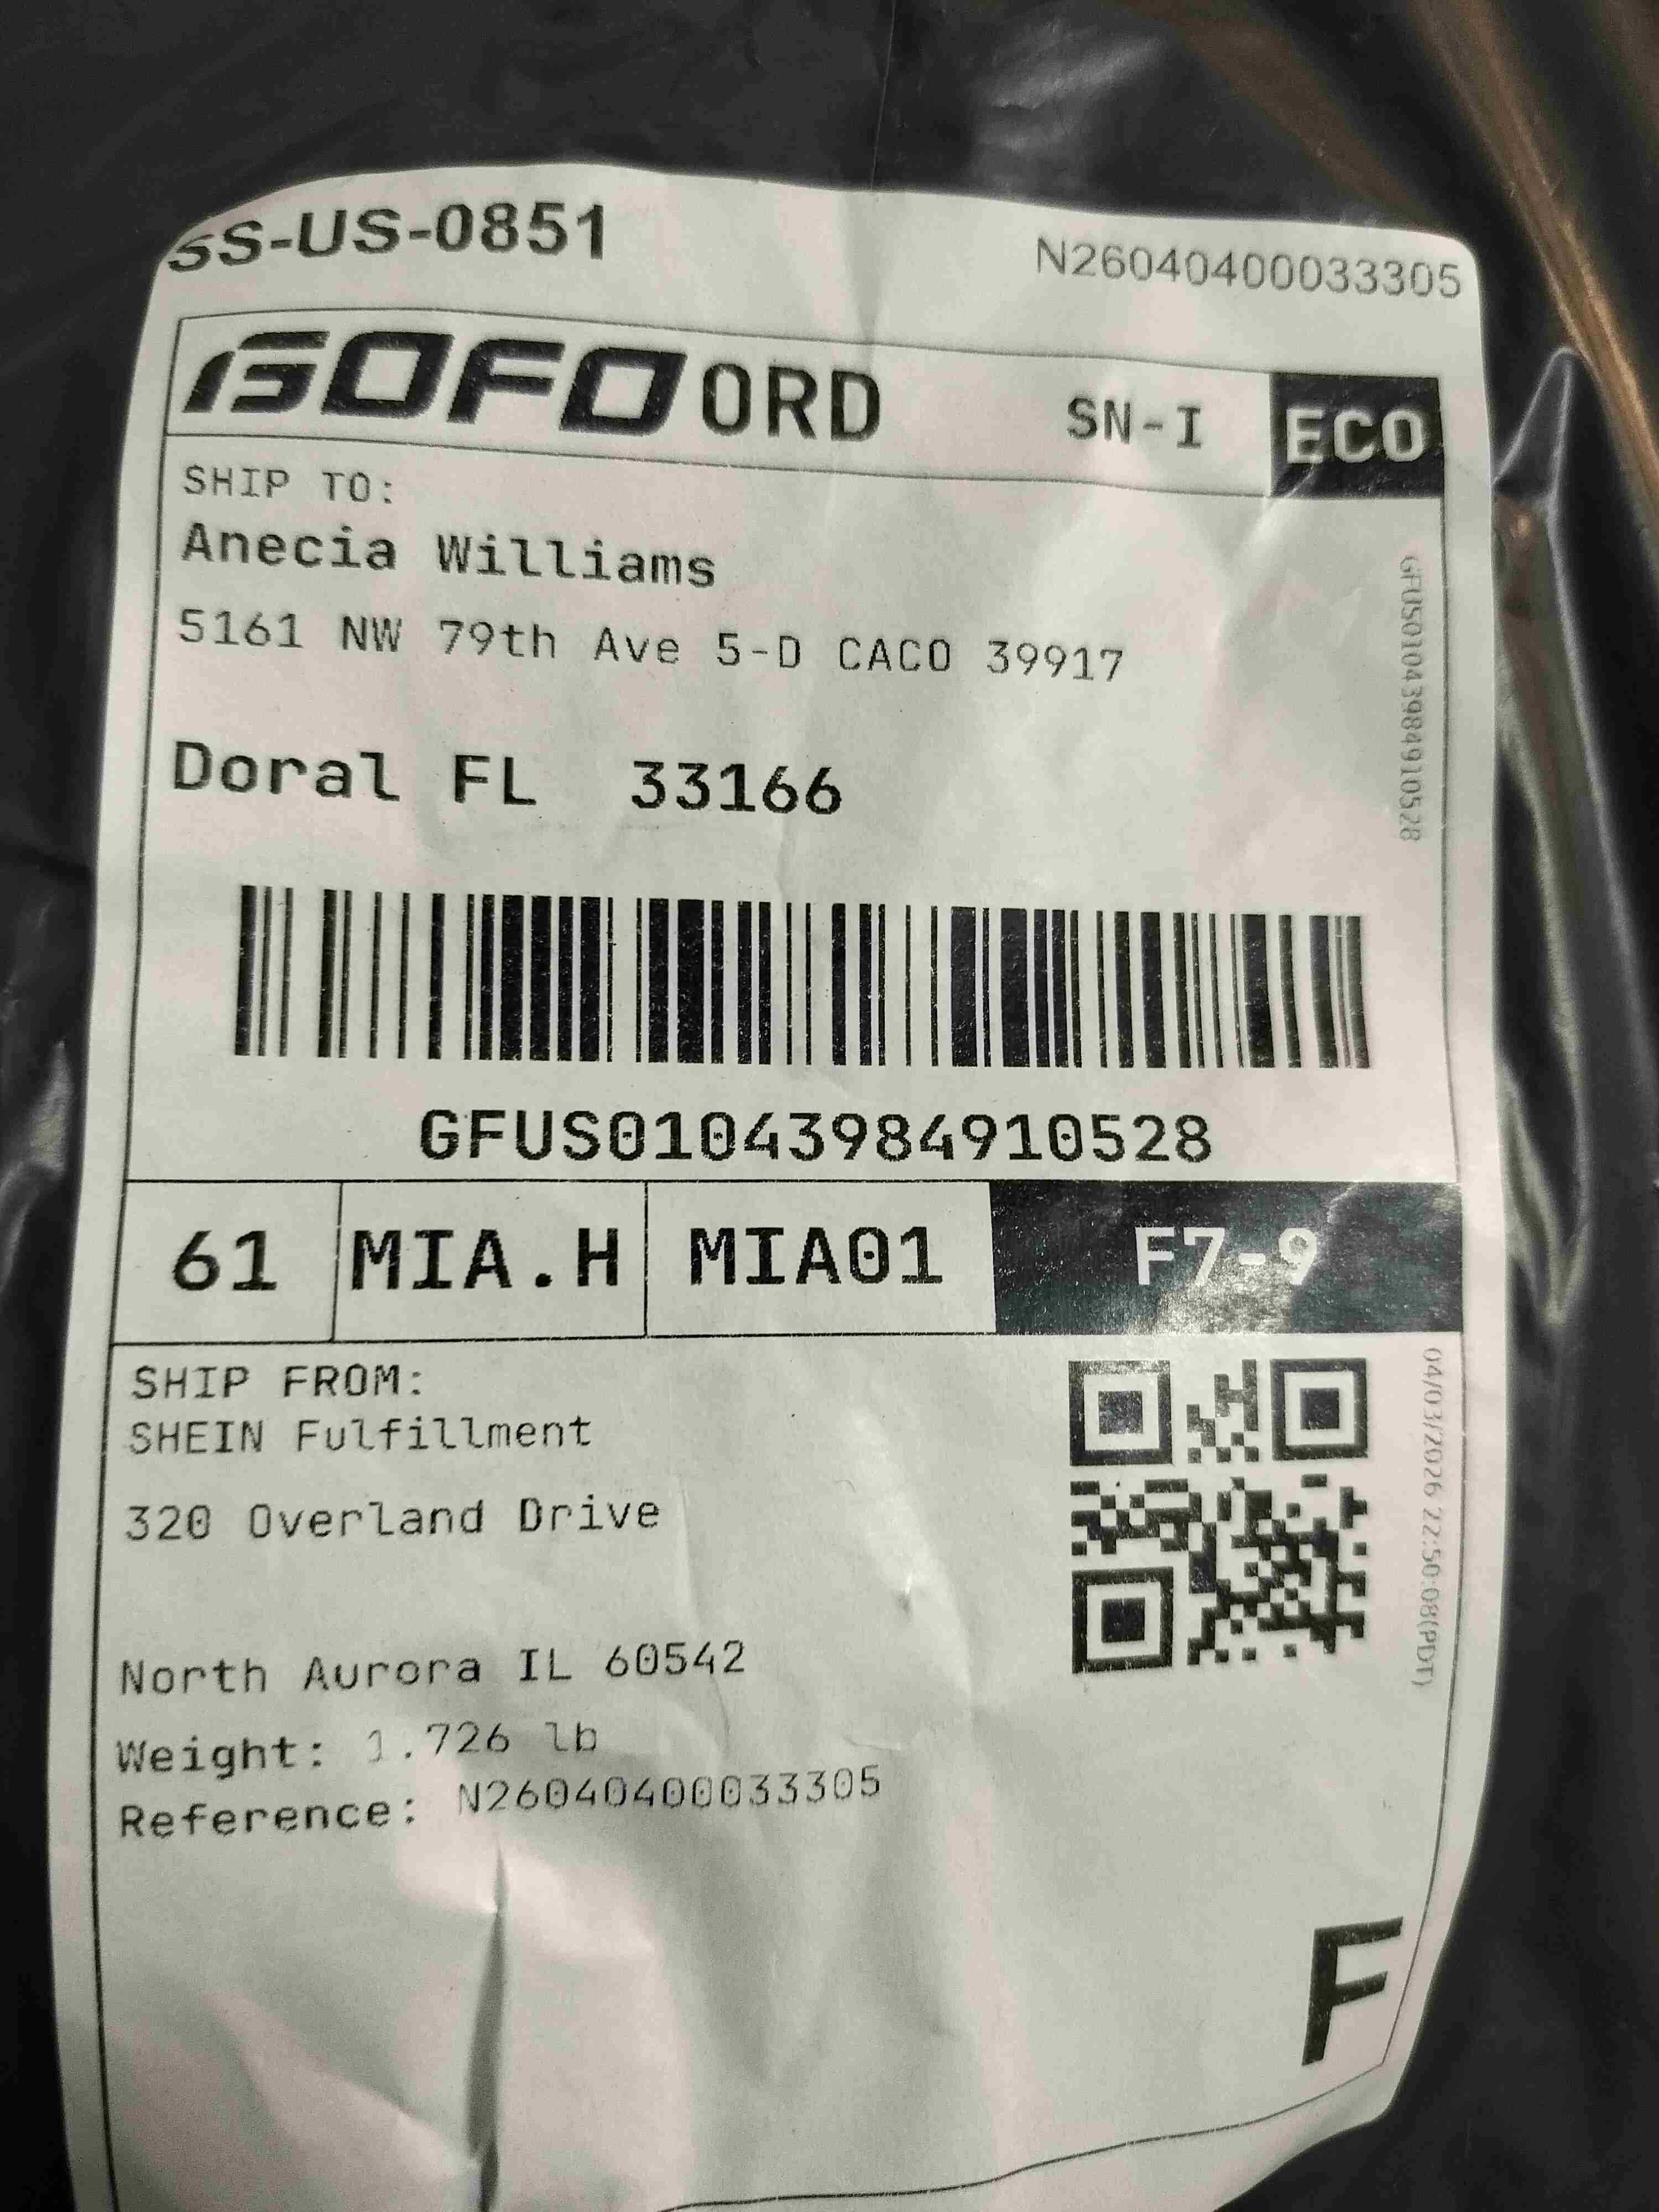 SS-US-0851
N26040400033305
GOFO ORD SN-I ECO
SHIP TO:
Anecia Williams
5161 NW 79th Ave 5-D CACO 39917
Doral FL 33166
GFUS01043984910528
GFUS01043984910528
61 MIA.H MIA01 F7-9
SHIP FROM:
SHEIN Fulfillment
320 Overland Drive
North Aurora IL 60542
Weight: 1.726 lb
Reference: N26040400033305
04/03/2026 22:50:08(PDT)
F